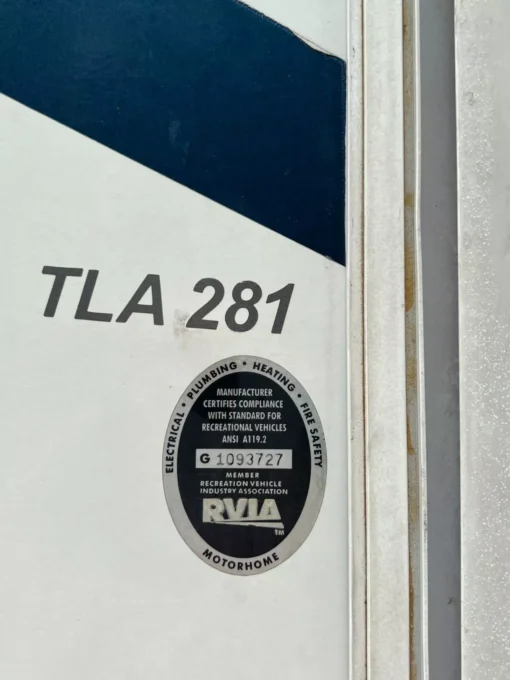 TLA 281
ELECTRICAL • PLUMBING • HEATING • FIRE SAFETY
MANUFACTURER
CERTIFIES COMPLIANCE
WITH STANDARD FOR
RECREATIONAL VEHICLES
ANSI A119.2
G 1093727
MEMBER
RECREATION VEHICLE
INDUSTRY ASSOCIATION
RVIA
TM
MOTORHOME